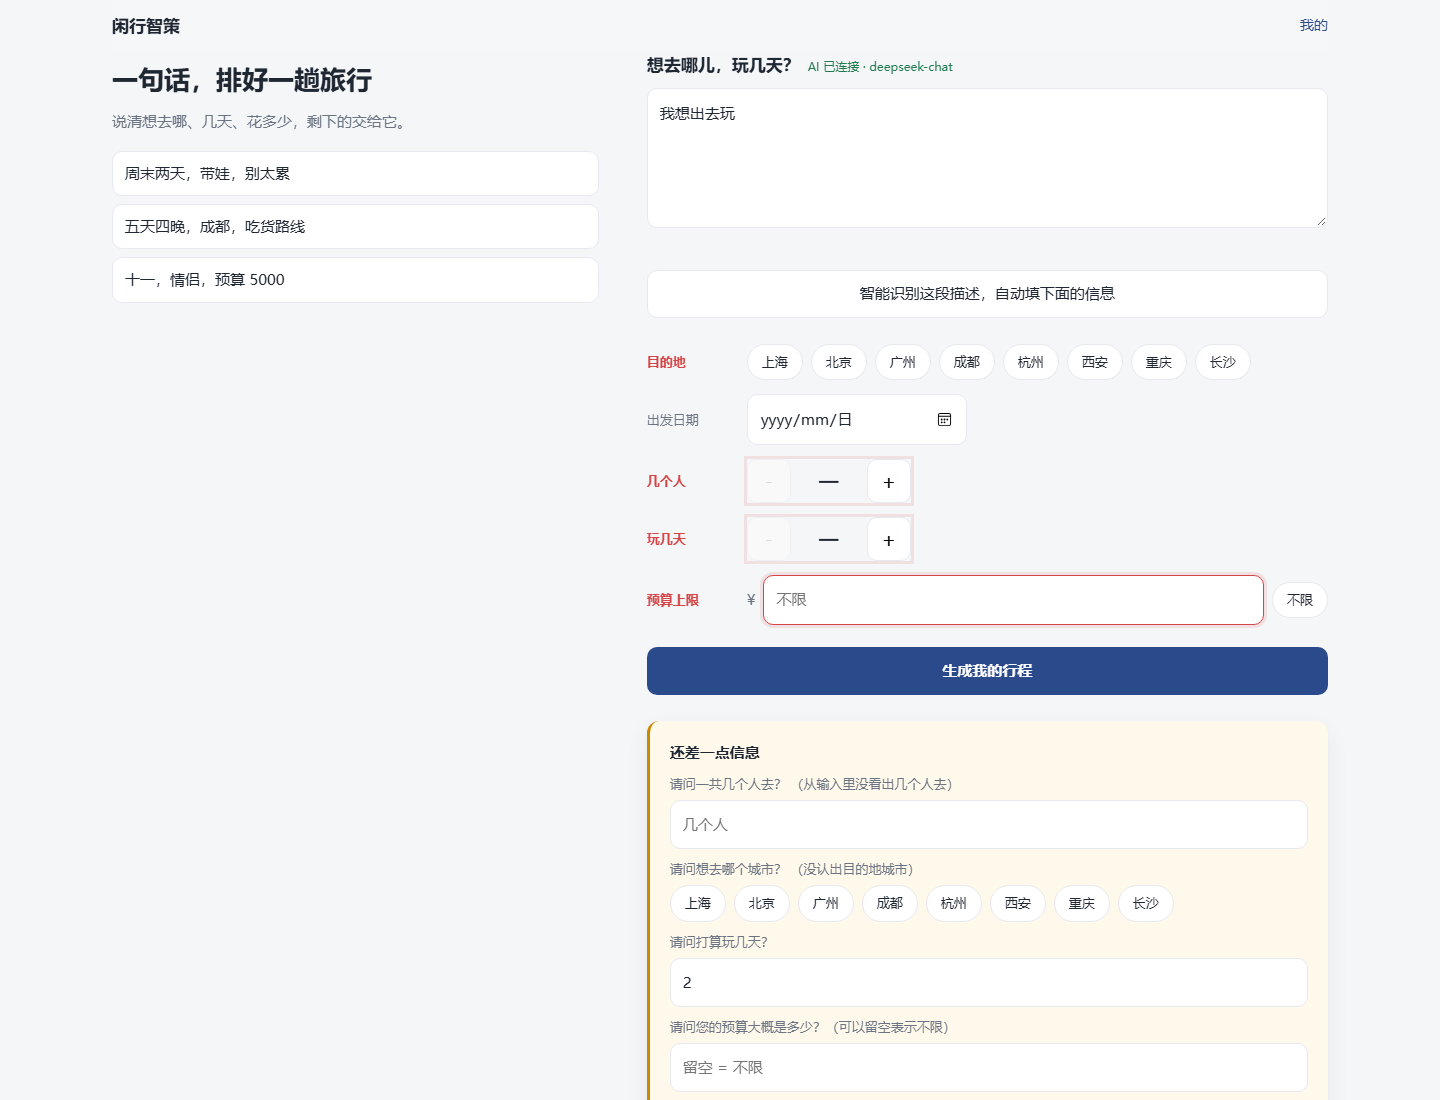 闲行智策
我的
一句话，排好一趟旅行
说清想去哪、几天、花多少，剩下的交给它。
周末两天，带娃，别太累
五天四晚，成都，吃货路线
十一，情侣，预算 5000
想去哪儿，玩几天？ AI 已连接 · deepseek-chat
我想出去玩
智能识别这段描述，自动填下面的信息
目的地 上海 北京 广州 成都 杭州 西安 重庆 长沙
出发日期 yyyy/mm/日
几个人 - — +
玩几天 - — +
预算上限 ¥ 不限 不限
生成我的行程
还差一点信息
请问一共几个人去？ （从输入里没看出几个人去）
几个人
请问想去哪个城市？ （没认出目的地城市）
上海 北京 广州 成都 杭州 西安 重庆 长沙
请问打算玩几天？
2
请问您的预算大概是多少？（可以留空表示不限）
留空 = 不限